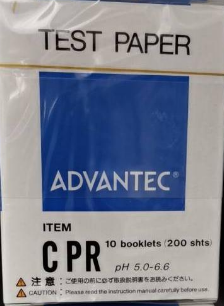 TEST PAPER
ADVANTEC®
ITEM
CPR 10 booklets (200 shts)
pH 5.0-6.6
注意：ご使用の前に必ず取扱説明書をお読みください。
CAUTION : Please read the instruction manual carefully before use.